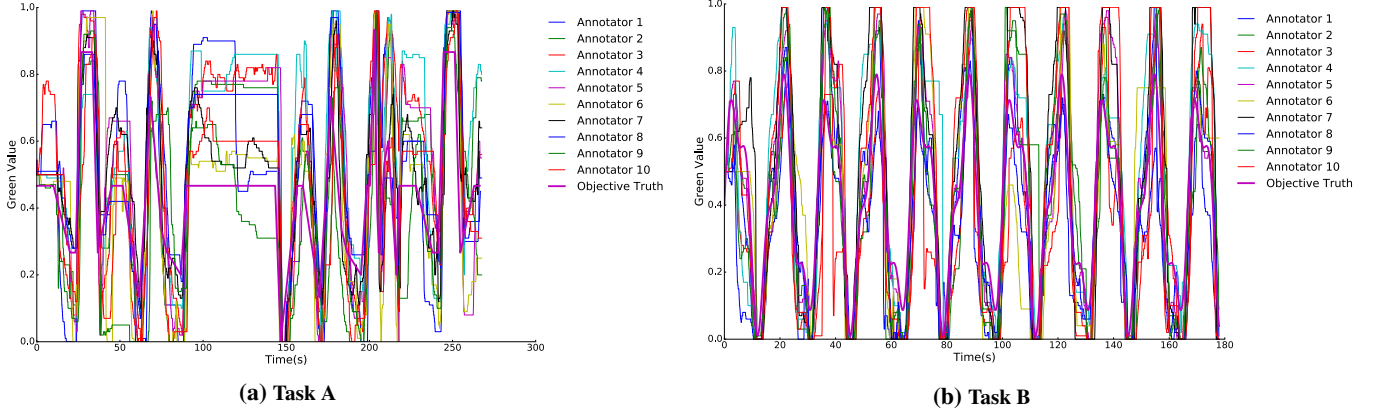 Green Value
1.0
0.8
0.6
0.4
0.2
0.0
0
50
100
150
200
250
300
Time(s)
Annotator 1
Annotator 2
Annotator 3
Annotator 4
Annotator 5
Annotator 6
Annotator 7
Annotator 8
Annotator 9
Annotator 10
Objective Truth
(a) Task A
Green Value
1.0
0.8
0.6
0.4
0.2
0.0
0
20
40
60
80
100
120
140
160
180
Time(s)
Annotator 1
Annotator 2
Annotator 3
Annotator 4
Annotator 5
Annotator 6
Annotator 7
Annotator 8
Annotator 9
Annotator 10
Objective Truth
(b) Task B